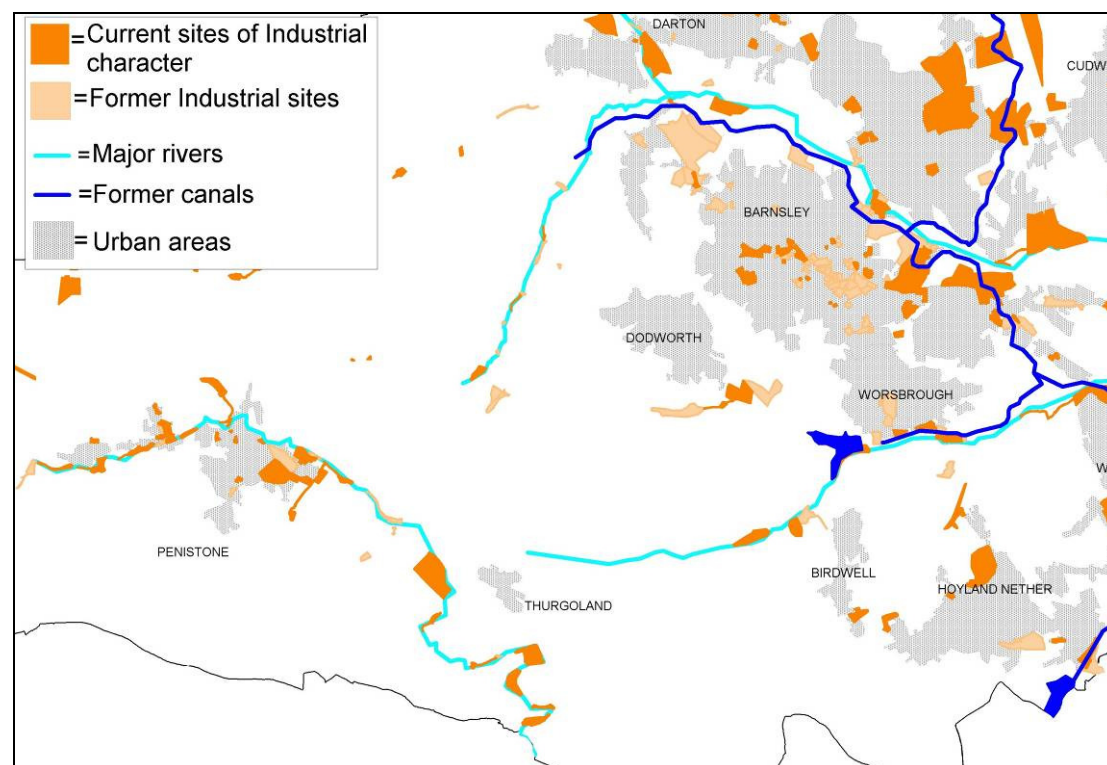 =Current sites of Industrial
character
=Former Industrial sites
=Major rivers
=Former canals
=Urban areas
DARTON
CUDW
BARNSLEY
DODWORTH
WORSBROUGH
W
PENISTONE
THURGOLAND
BIRDWELL
HOYLAND NETHER